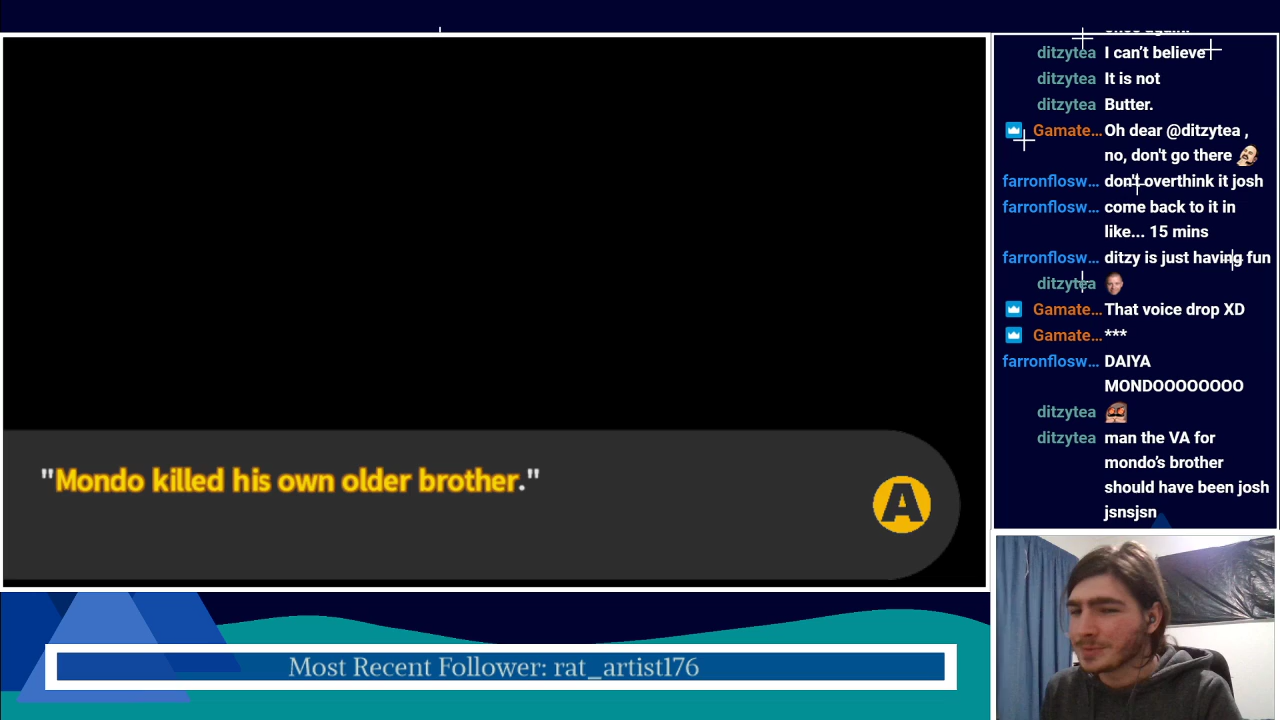 "Mondo killed his own older brother."
A
ditzytea I can't believe
ditzytea It is not
ditzytea Butter.
Gamate… Oh dear @ditzytea ,
no, don't go there
farronflosw… don't overthink it josh
farronflosw… come back to it in
like... 15 mins
farronflosw… ditzy is just having fun
ditzytea
Gamate… That voice drop XD
Gamate… ***
farronflosw… DAIYA
MONDOOOOOOOO
ditzytea
ditzytea man the VA for
mondo's brother
should have been josh
jsnsjsn
Most Recent Follower: rat_artist176